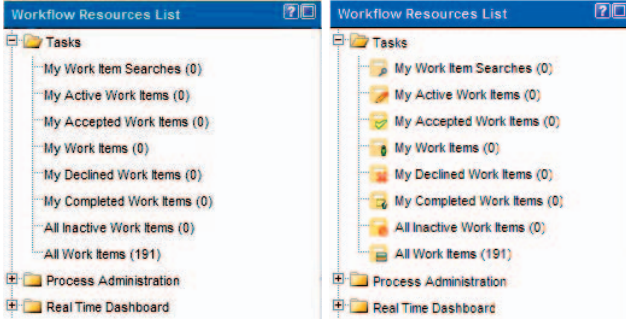 Workflow Resources List
Tasks
My Work Item Searches (0)
My Active Work Items (0)
My Accepted Work Items (0)
My Work Items (0)
My Declined Work Items (0)
My Completed Work Items (0)
All Inactive Work Items (0)
All Work Items (191)
Process Administration
Real Time Dashboard
Workflow Resources List
Tasks
My Work Item Searches (0)
My Active Work Items (0)
My Accepted Work Items (0)
My Work Items (0)
My Declined Work Items (0)
My Completed Work Items (0)
All Inactive Work Items (0)
All Work Items (191)
Process Administration
Real Time Dashboard